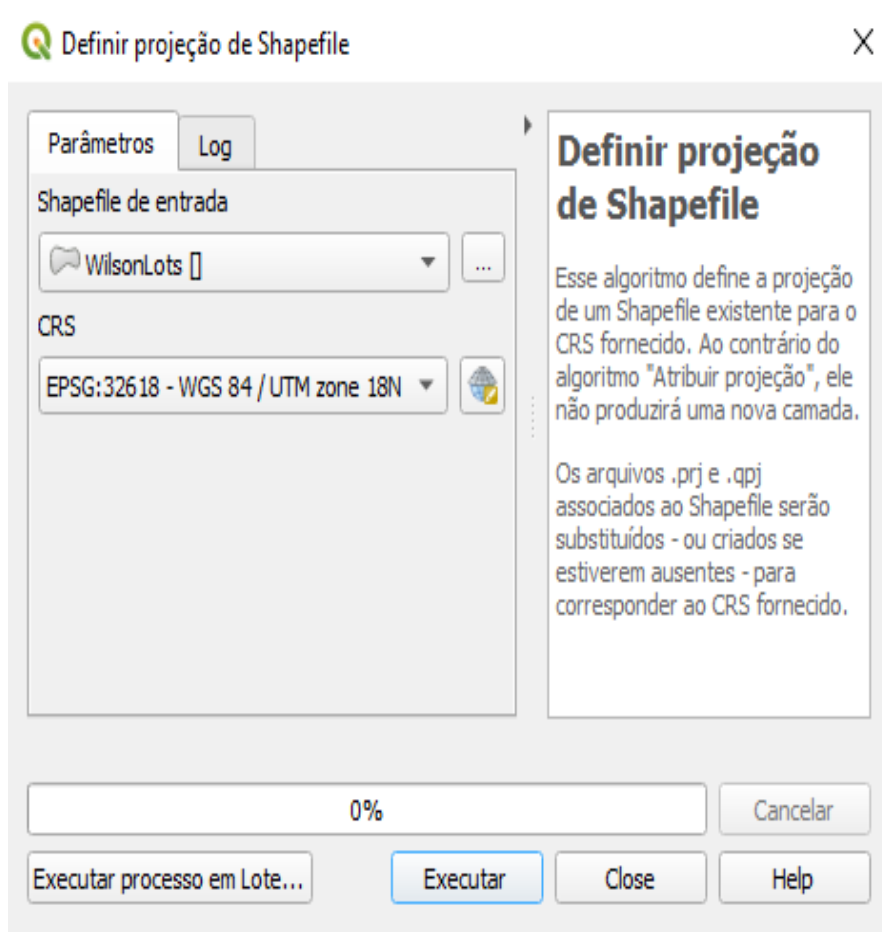 Definir projeção de Shapefile
Parâmetros
Log
Shapefile de entrada
WilsonLots []
...
CRS
EPSG:32618 - WGS 84 / UTM zone 18N
Definir projeção
de Shapefile
Esse algoritmo define a projeção
de um Shapefile existente para o
CRS fornecido. Ao contrário do
algoritmo "Atribuir projeção", ele
não produzirá uma nova camada.
Os arquivos .prj e .qpj
associados ao Shapefile serão
substituídos - ou criados se
estiverem ausentes - para
corresponder ao CRS fornecido.
0%
Cancelar
Executar processo em Lote...
Executar
Close
Help